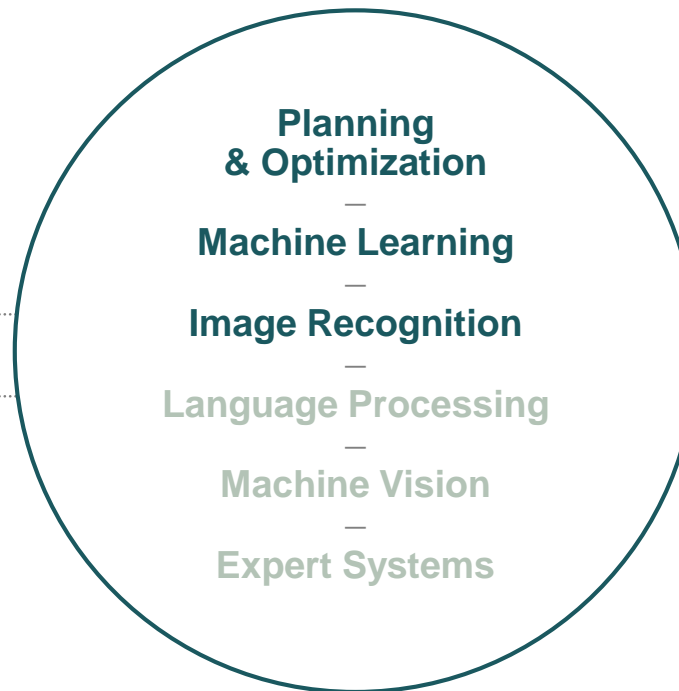 Planning
& Optimization
—
Machine Learning
—
Image Recognition
—
Language Processing
—
Machine Vision
—
Expert Systems